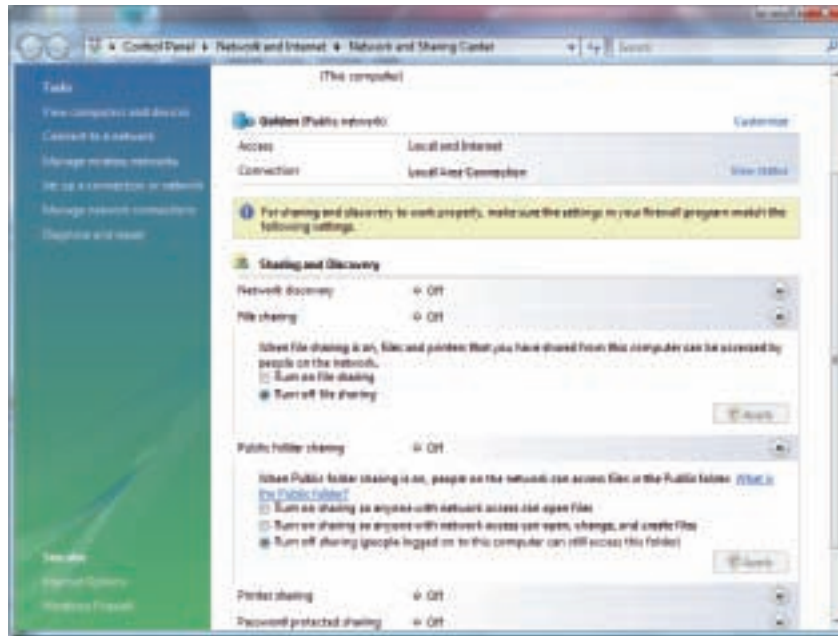 Control Panel ▸ Network and Internet ▸ Network and Sharing Center
Search
(This computer)
Tasks
View computers and devices
Connect to a network
Manage wireless networks
Set up a connection or network
Manage network connections
Diagnose and repair
(Public network)
Customize
Access
Local and Internet
Connection
Local Area Connection
View status
For sharing and discovery to work properly, make sure the settings in your firewall program match the
following settings.
Sharing and Discovery
Network discovery
Off
File sharing
Off
When file sharing is on, files and printers that you have shared from this computer can be accessed by
people on the network.
Turn on file sharing
Turn off file sharing
Apply
Public folder sharing
Off
When Public folder sharing is on, people on the network can access files in the Public folder. What is
the Public folder?
Turn on sharing so anyone with network access can open files
Turn on sharing so anyone with network access can open, change, and create files
Turn off sharing (people logged on to this computer can still access this folder)
Apply
Printer sharing
Off
Password protected sharing
Off
See also
Internet Options
Windows Firewall